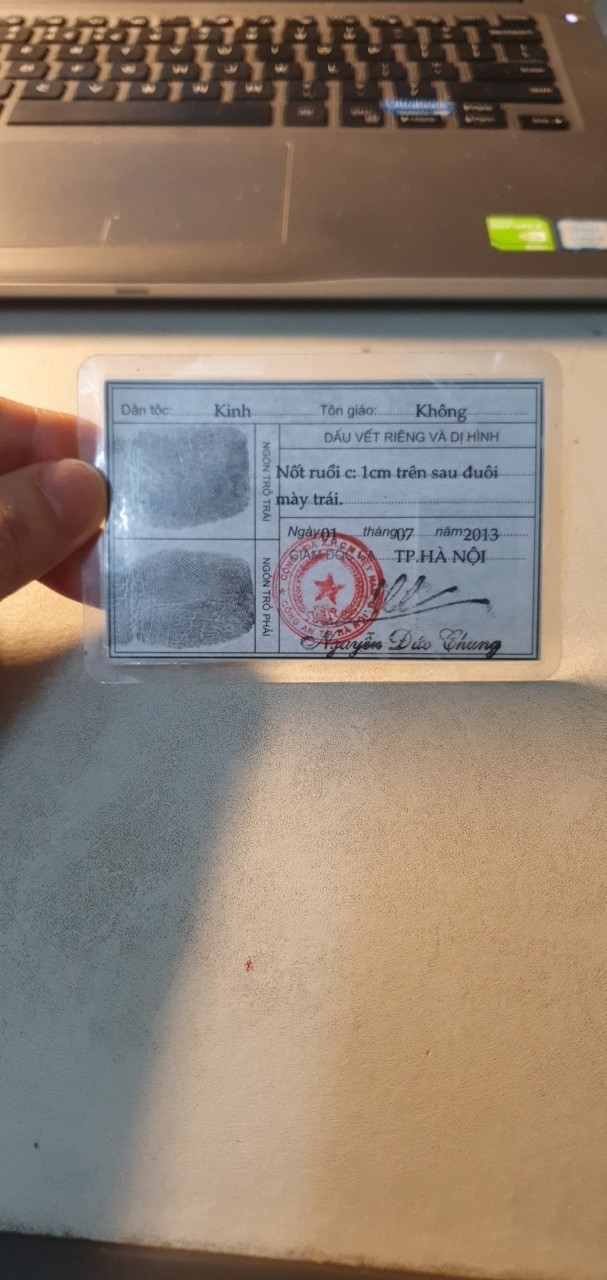 Dân tộc: Kinh Tôn giáo: Không
NGÓN TRỎ TRÁI
DẤU VẾT RIÊNG VÀ DỊ HÌNH
Nốt ruồi c: 1cm trên sau đuôi
mày trái.
NGÓN TRỎ PHẢI
Ngày 01 tháng 07 năm 2013
GIÁM ĐỐC CA TP.HÀ NỘI
Nguyễn Đức Chung